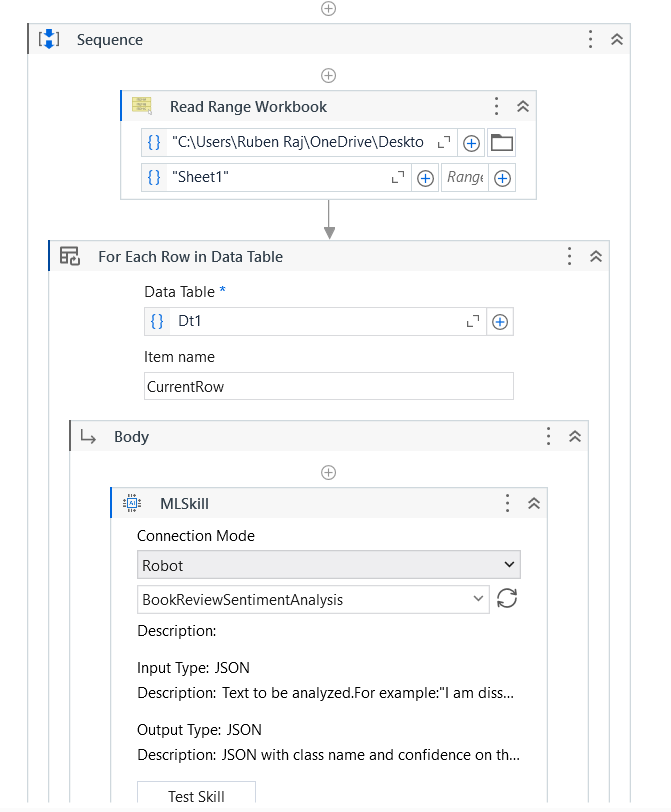 Sequence
Read Range Workbook
"C:\Users\Ruben Raj\OneDrive\Deskto
"Sheet1" Range
For Each Row in Data Table
Data Table *
Dt1
Item name
CurrentRow
Body
MLSkill
Connection Mode
Robot
BookReviewSentimentAnalysis
Description:
Input Type: JSON
Description: Text to be analyzed.For example:"I am diss...
Output Type: JSON
Description: JSON with class name and confidence on th...
Test Skill